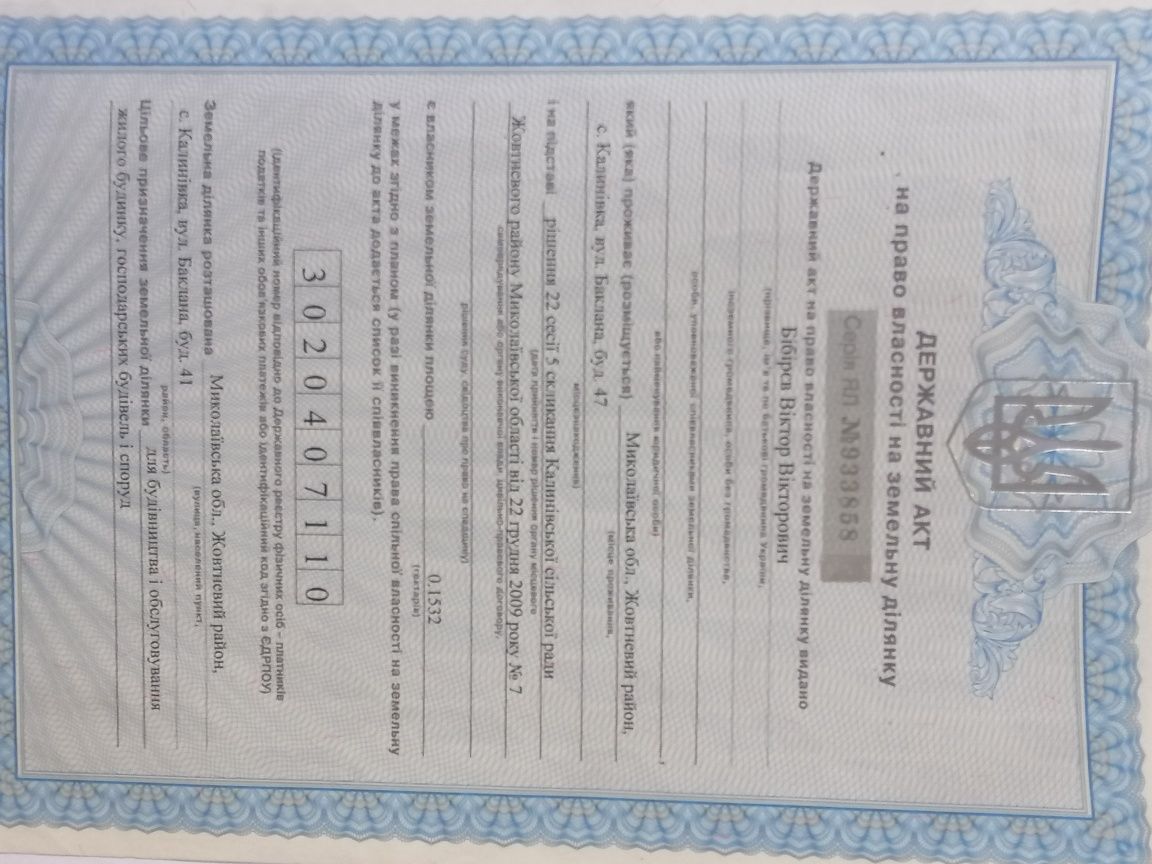 ДЕРЖАВНИЙ АКТ
на право власності на земельну ділянку
Серія ЯЛ №933858
Державний акт на право власності на земельну ділянку видано
Бібірєв Віктор Вікторович
(прізвище, ім'я та по батькові громадянина України,
іноземного громадянина, особи без громадянства,
особи, уповноваженої співвласниками земельної ділянки,
або найменування юридичної особи)
який (яка) проживає (розміщується) Миколаївська обл., Жовтневий район,
(місце проживання,
с. Калинівка, вул. Баклана, буд. 47
місцезнаходження)
і на підставі рішення 22 сесії 5 скликання Калинівської сільської ради
(дата прийняття і номер рішення органу місцевого
Жовтневого району Миколаївської області від 22 грудня 2009 року № 7
самоврядування або органу виконавчої влади, цивільно-правового договору,
рішення суду, свідоцтва про право на спадщину)
є власником земельної ділянки площею 0,1532
(гектарів)
у межах згідно з планом (у разі виникнення права спільної власності на земельну
ділянку до акта додається список її співвласників).
3 0 2 0 4 0 7 1 1 0
(ідентифікаційний номер відповідно до Державного реєстру фізичних осіб – платників
податків та інших обов'язкових платежів або ідентифікаційний код згідно з ЄДРПОУ)
Земельна ділянка розташована Миколаївська обл., Жовтневий район,
(вулиця, населений пункт,
с. Калинівка, вул. Баклана, буд. 41
район, область)
Цільове призначення земельної ділянки для будівництва і обслуговування
жилого будинку, господарських будівель і споруд